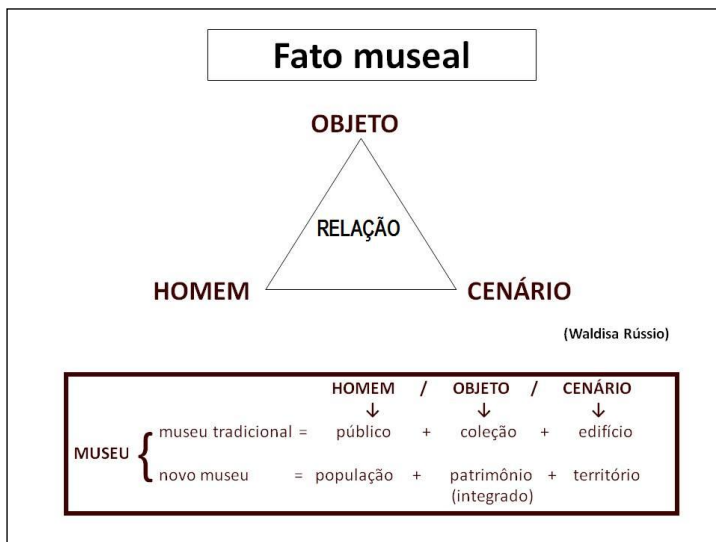 Fato museal
OBJETO
RELAÇÃO
HOMEM CENÁRIO
(Waldisa Rússio)
HOMEM / OBJETO / CENÁRIO
↓ ↓ ↓
museu tradicional = público + coleção + edifício
MUSEU {
novo museu = população + patrimônio + território
(integrado)